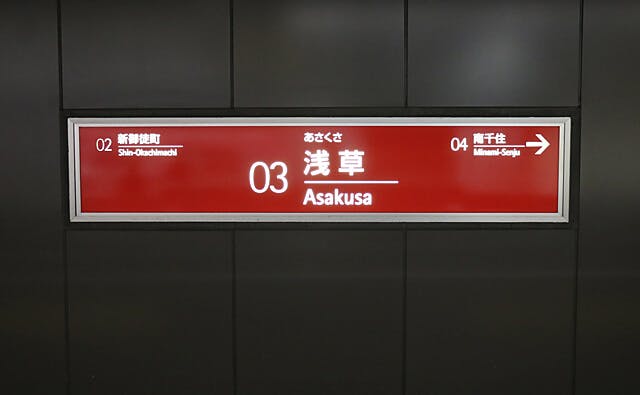 02 新御徒町
Shin-Okachimachi
あさくさ
03 浅草
Asakusa
04 南千住
Minami-Senju